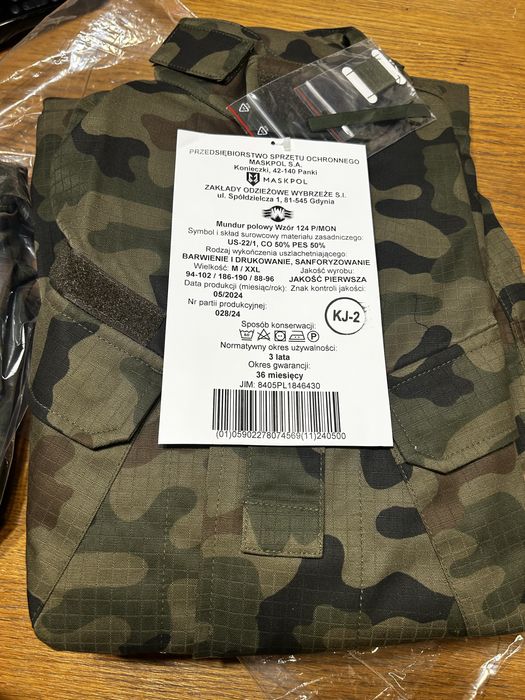 PRZEDSIĘBIORSTWO SPRZĘTU OCHRONNEGO
MASKPOL S.A.
Konieczki, 42-140 Panki
MASKPOL
ZAKŁADY ODZIEŻOWE WYBRZEŻE S.I.
ul. Spółdzielcza 1, 81-545 Gdynia
Mundur polowy Wzór 124 P/MON
Symbol i skład surowcowy materiału zasadniczego:
US-22/1, CO 50% PES 50%
Rodzaj wykończenia uszlachetniającego:
BARWIENIE I DRUKOWANIE, SANFORYZOWANIE
Wielkość: M / XXL Jakość wyrobu:
94-102 / 186-190 / 88-96 JAKOŚĆ PIERWSZA
Data produkcji (miesiąc/rok): Znak kontroli jakości:
05/2024
Nr partii produkcyjnej:
028/24
KJ-2
Sposób konserwacji:
Normatywny okres używalności:
3 lata
Okres gwarancji:
36 miesięcy
JIM: 8405PL1846430
(01)05902278074569(11)240500